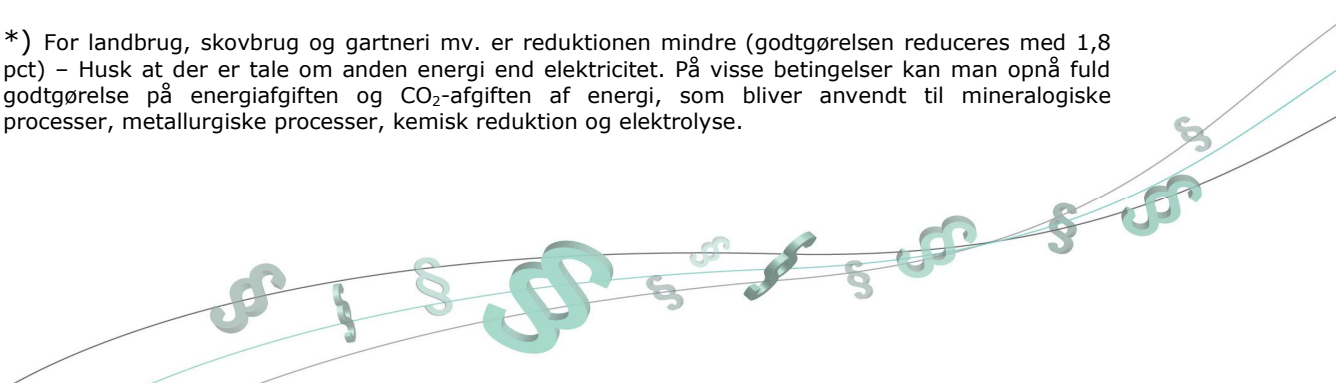 *) For landbrug, skovbrug og gartneri mv. er reduktionen mindre (godtgørelsen reduceres med 1,8
pct) – Husk at der er tale om anden energi end elektricitet. På visse betingelser kan man opnå fuld
godtgørelse på energiafgiften og CO₂-afgiften af energi, som bliver anvendt til mineralogiske
processer, metallurgiske processer, kemisk reduktion og elektrolyse.